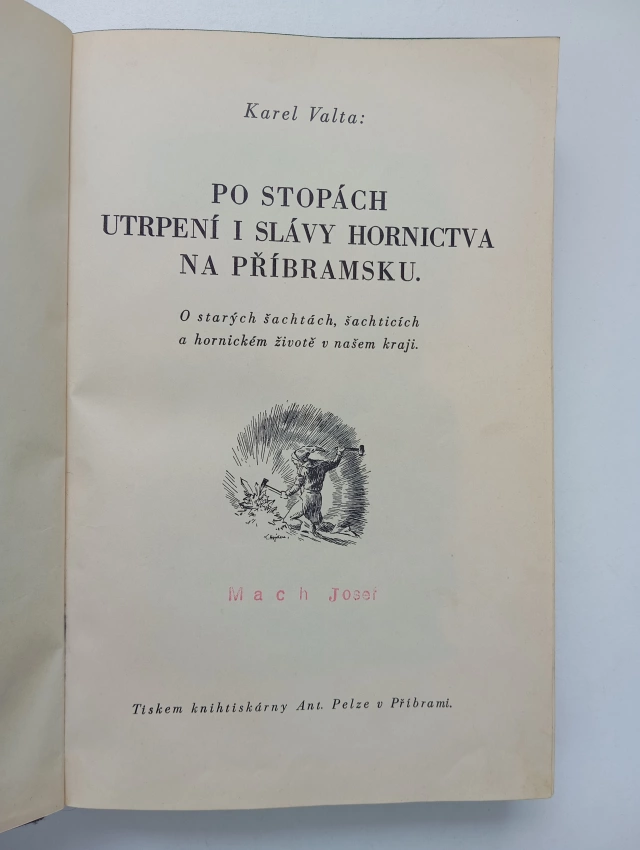 Karel Valta:
PO STOPÁCH
UTRPENÍ I SLÁVY HORNICTVA
NA PŘÍBRAMSKU.
O starých šachtách, šachticích
a hornickém životě v našem kraji.
Mach Josef
Tiskem knihtiskárny Ant. Pelze v Příbrami.